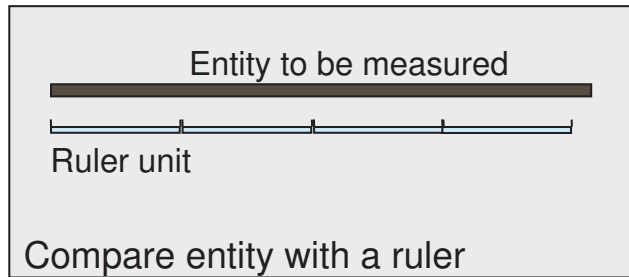 Entity to be measured
Ruler unit
Compare entity with a ruler